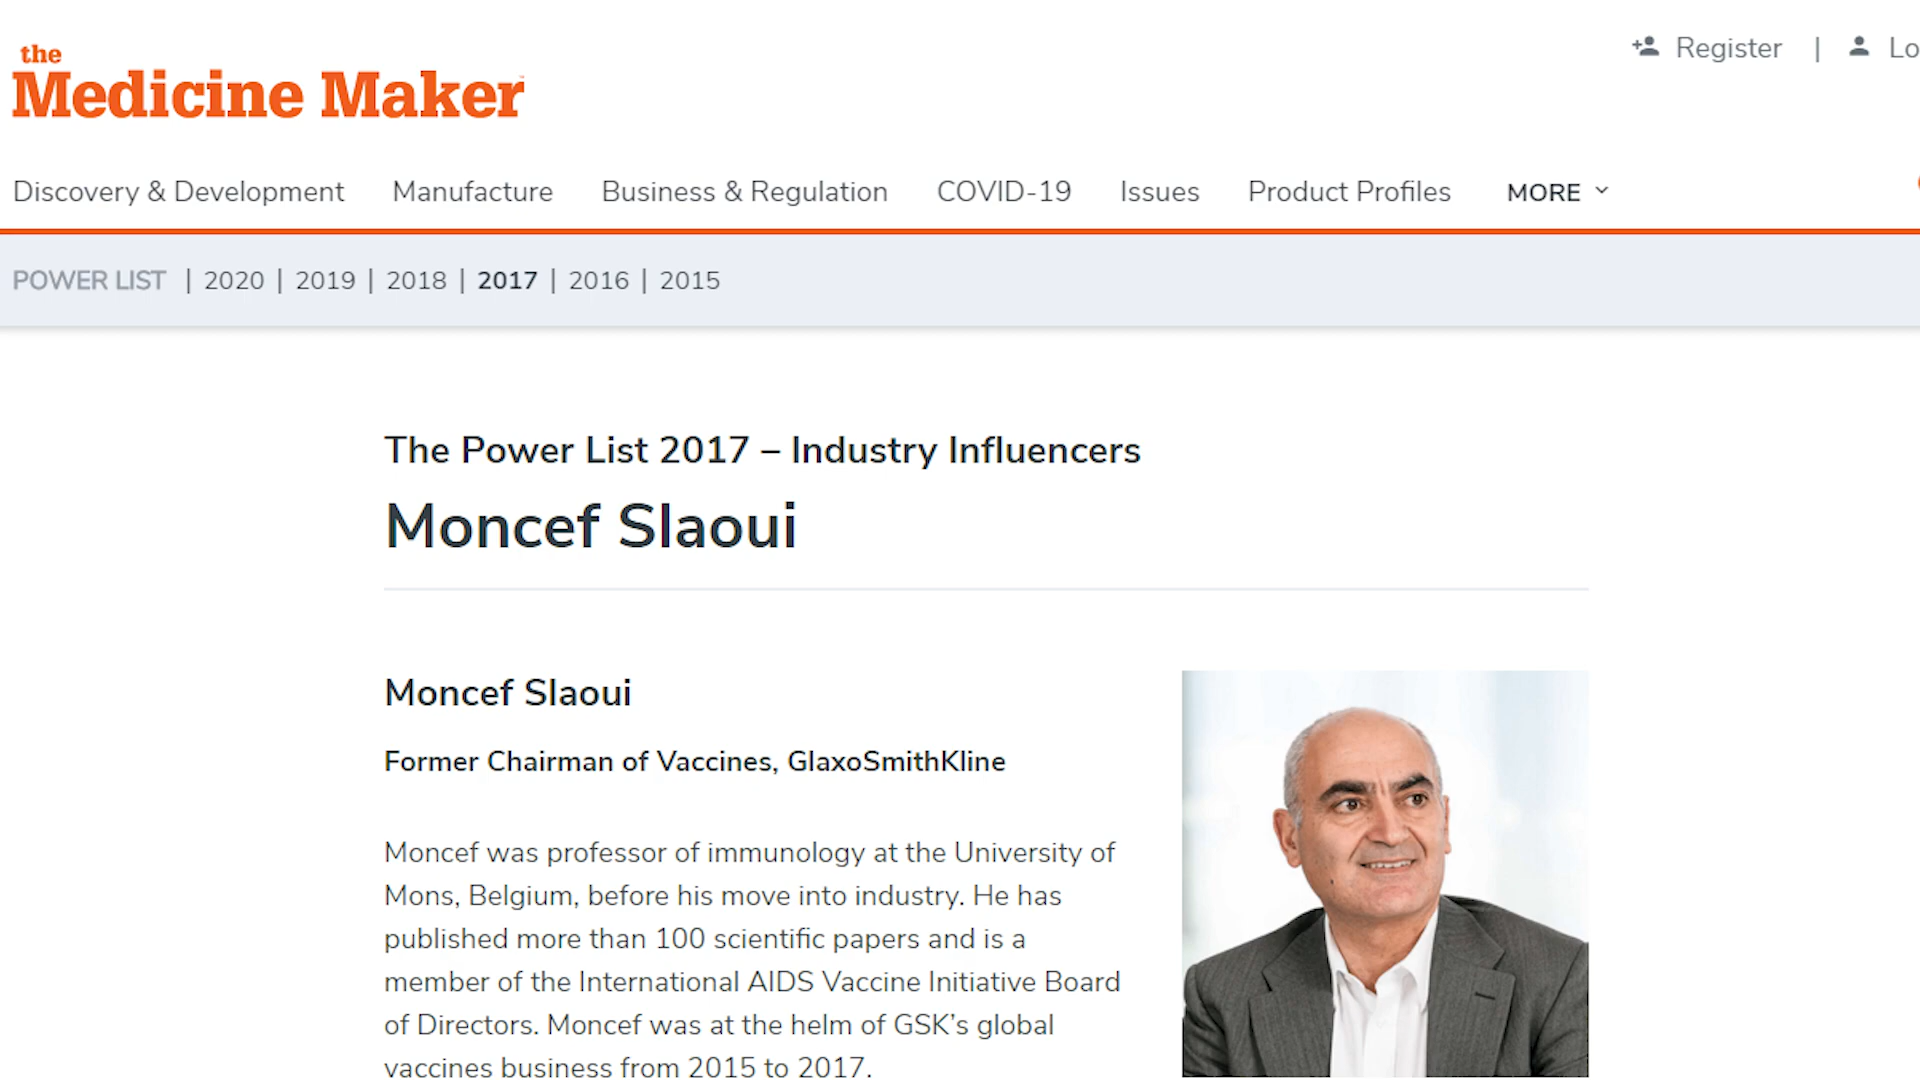 the
Medicine Maker
Register | Lo
Discovery & Development Manufacture Business & Regulation COVID-19 Issues Product Profiles MORE
POWER LIST | 2020 | 2019 | 2018 | 2017 | 2016 | 2015
The Power List 2017 – Industry Influencers
Moncef Slaoui
Moncef Slaoui
Former Chairman of Vaccines, GlaxoSmithKline
Moncef was professor of immunology at the University of
Mons, Belgium, before his move into industry. He has
published more than 100 scientific papers and is a
member of the International AIDS Vaccine Initiative Board
of Directors. Moncef was at the helm of GSK’s global
vaccines business from 2015 to 2017.